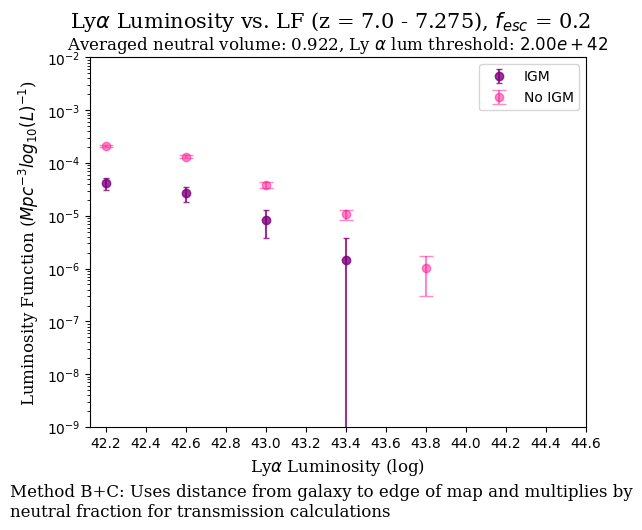 Lyα Luminosity vs. LF (z = 7.0 - 7.275), f_esc = 0.2
Averaged neutral volume: 0.922, Ly α lum threshold: 2.00e + 42
IGM
No IGM
Luminosity Function (Mpc⁻³log₁₀(L)⁻¹)
10⁻²
10⁻³
10⁻⁴
10⁻⁵
10⁻⁶
10⁻⁷
10⁻⁸
10⁻⁹
42.2 42.4 42.6 42.8 43.0 43.2 43.4 43.6 43.8 44.0 44.2 44.4 44.6
Lyα Luminosity (log)
Method B+C: Uses distance from galaxy to edge of map and multiplies by
neutral fraction for transmission calculations